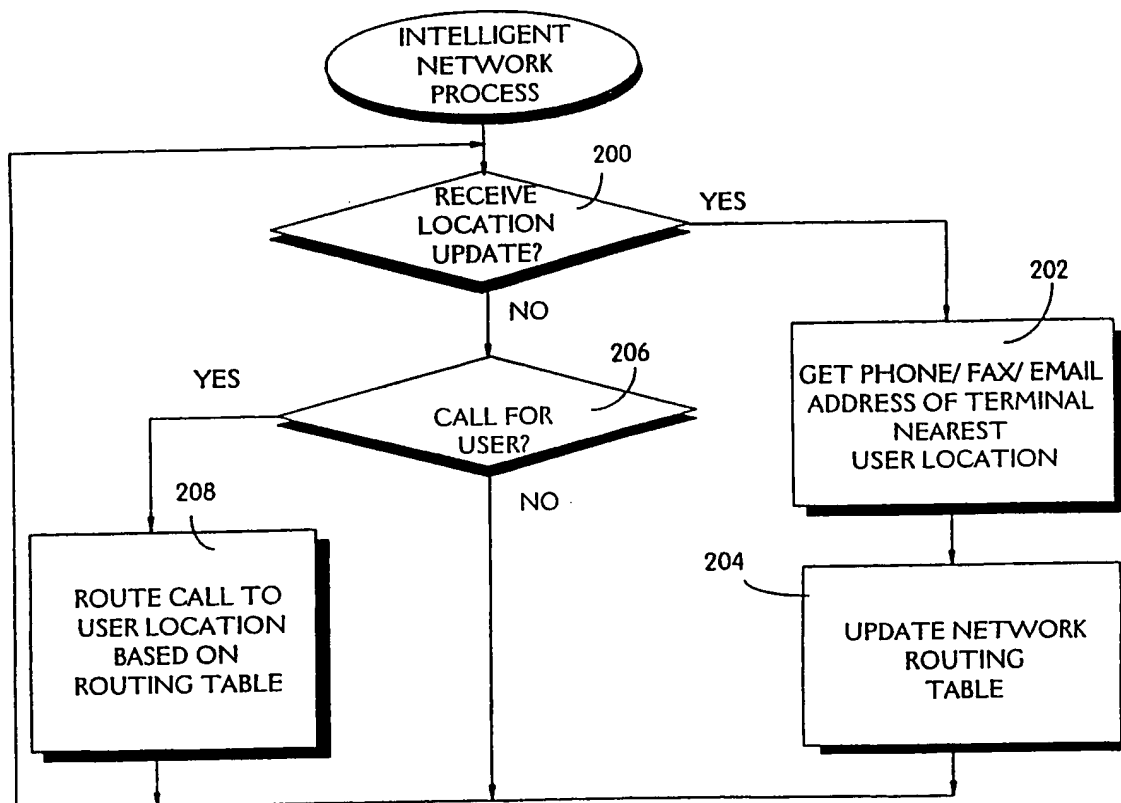 INTELLIGENT
NETWORK
PROCESS
200
RECEIVE
LOCATION
UPDATE?
YES
NO
202
GET PHONE/ FAX/ EMAIL
ADDRESS OF TERMINAL
NEAREST
USER LOCATION
206
YES
CALL FOR
USER?
NO
208
ROUTE CALL TO
USER LOCATION
BASED ON
ROUTING TABLE
204
UPDATE NETWORK
ROUTING
TABLE